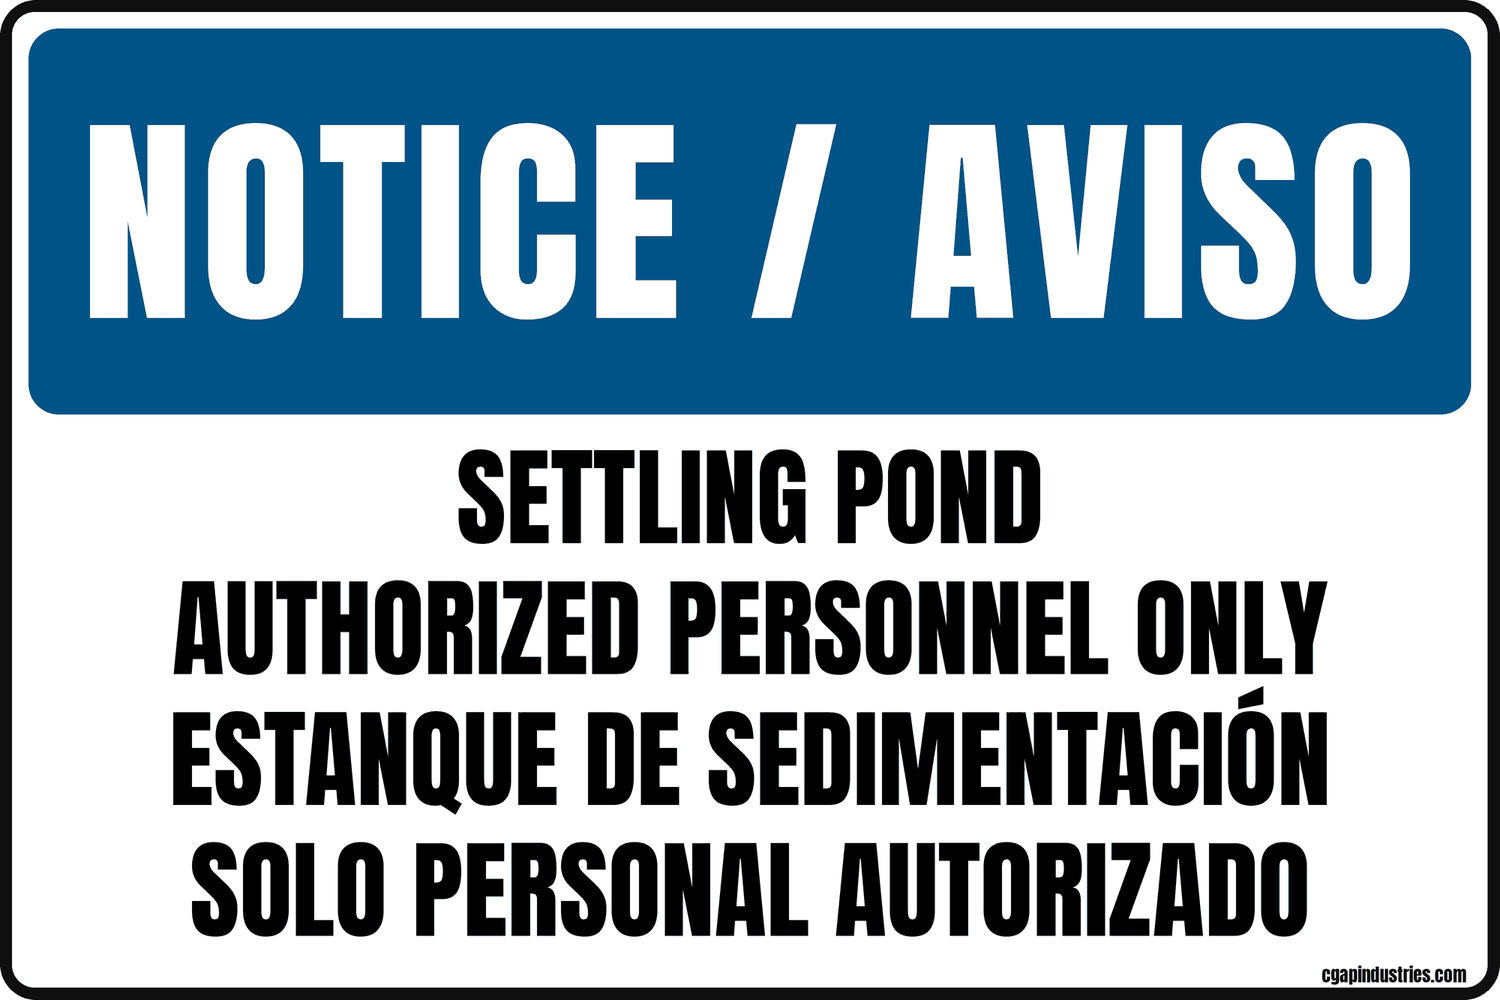 NOTICE / AVISO
SETTLING POND
AUTHORIZED PERSONNEL ONLY
ESTANQUE DE SEDIMENTACIÓN
SOLO PERSONAL AUTORIZADO
cgapindustries.com